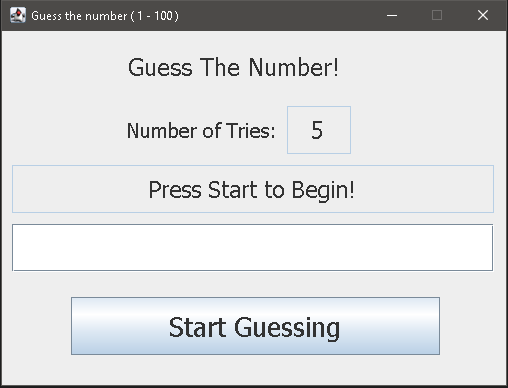 Guess the number ( 1 - 100 )
Guess The Number!
Number of Tries: 5
Press Start to Begin!
Start Guessing